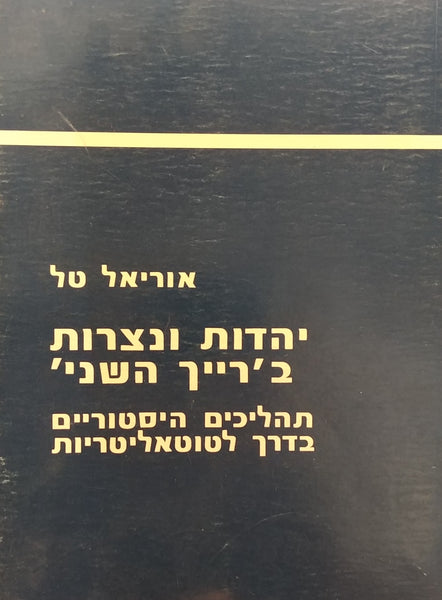 אוריאל טל
יהדות ונצרות
ב'רייך השני'
תהליכים היסטוריים
בדרך לטוטאליטריות